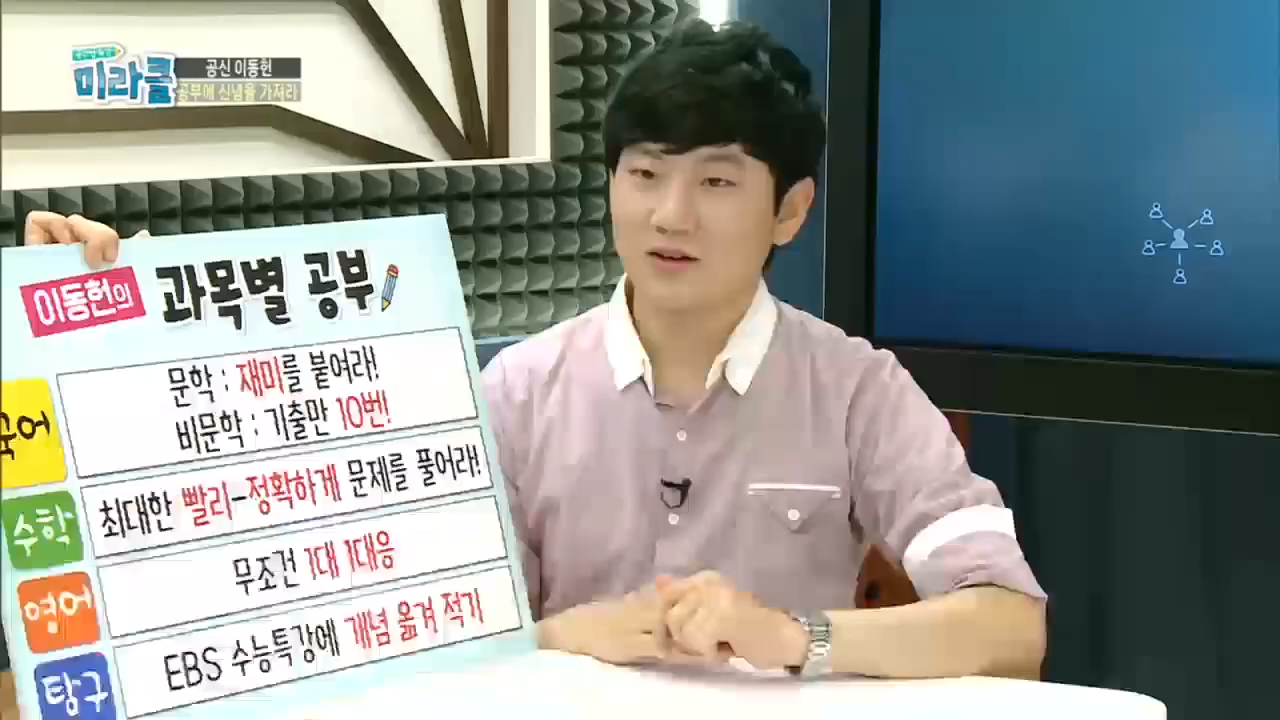 미라클
공신 이동헌
공부에 신념을 가져라
이동헌의 과목별 공부
국어
문학 : 재미를 붙여라!
비문학 : 기출만 10번!
수학
최대한 빨리-정확하게 문제를 풀어라!
영어
무조건 1대 1대응
탐구
EBS 수능특강에 개념 옮겨 적기